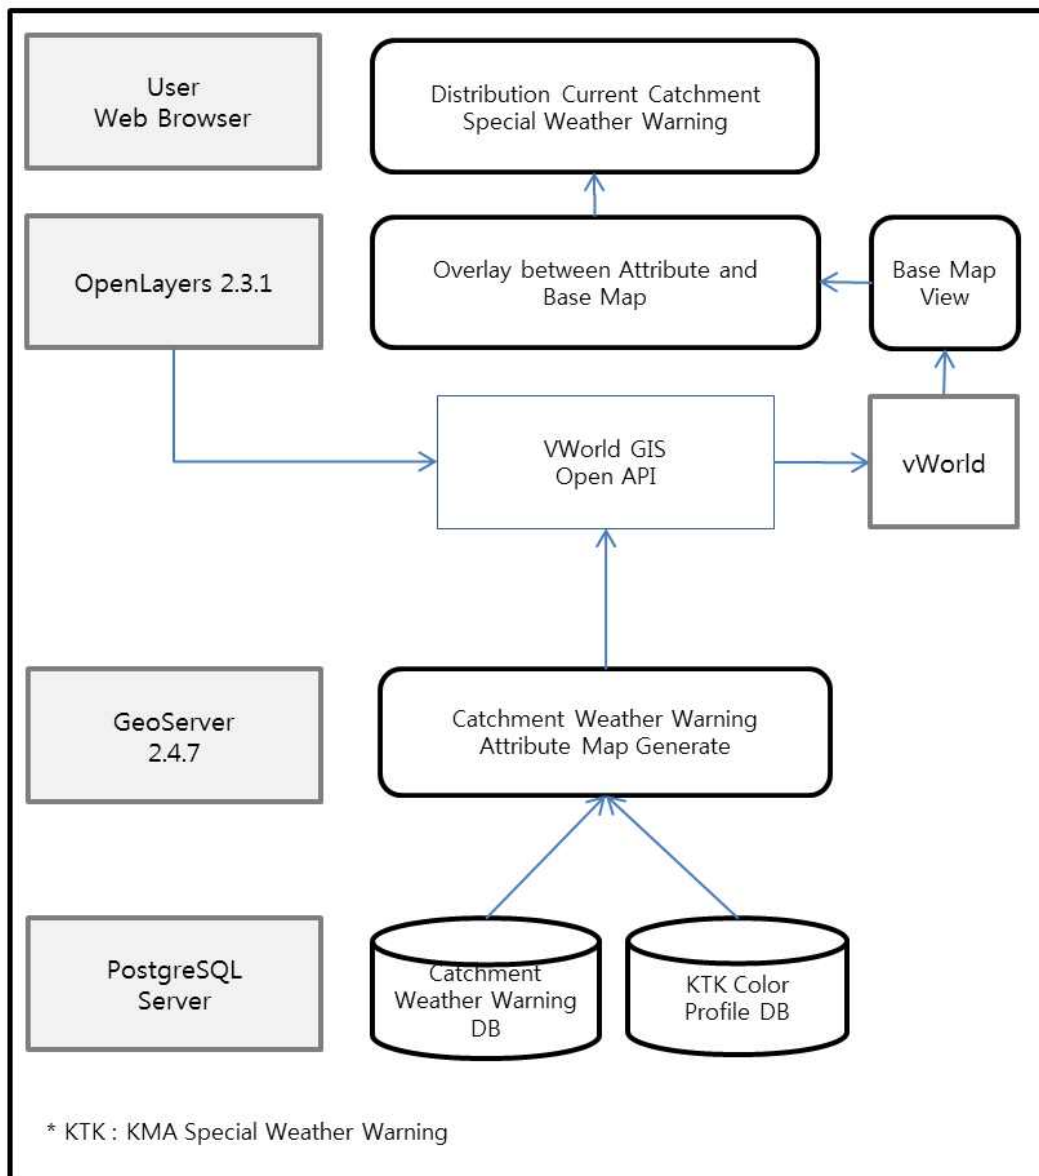 User
Web Browser
Distribution Current Catchment
Special Weather Warning
OpenLayers 2.3.1
Overlay between Attribute and
Base Map
Base Map
View
VWorld GIS
Open API
vWorld
GeoServer
2.4.7
Catchment Weather Warning
Attribute Map Generate
PostgreSQL
Server
Catchment
Weather Warning
DB
KTK Color
Profile DB
* KTK : KMA Special Weather Warning